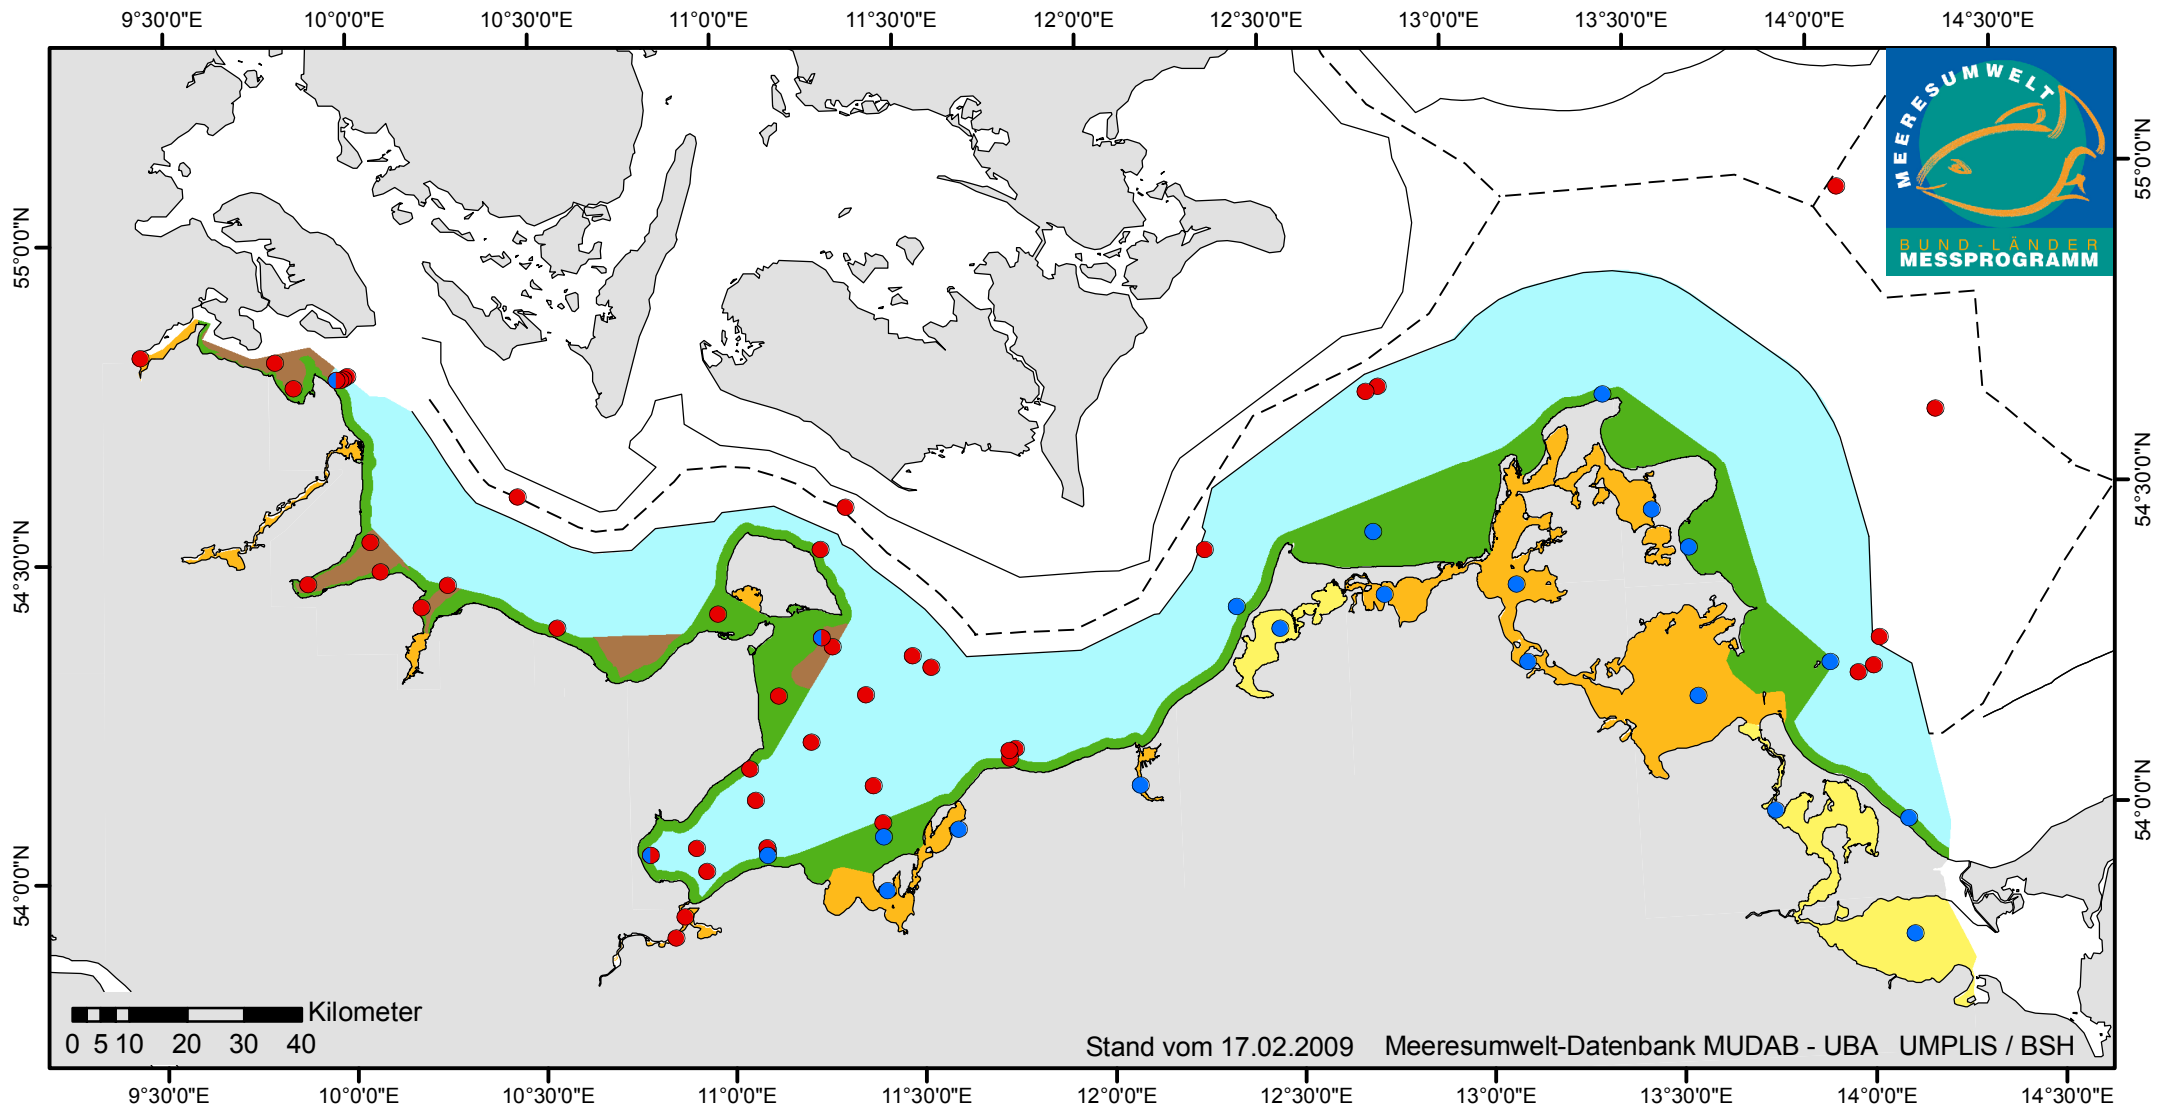 9°30'0"E 10°0'0"E 10°30'0"E 11°0'0"E 11°30'0"E 12°0'0"E 12°30'0"E 13°0'0"E 13°30'0"E 14°0'0"E 14°30'0"E
MEERESUMWELT
BUND-LÄNDER
MESSPROGRAMM
55°0'0"N
54°30'0"N
54°0'0"N
55°0'0"N
54°30'0"N
54°0'0"N
Kilometer
0 5 10 20 30 40
Stand vom 17.02.2009 Meeresumwelt-Datenbank MUDAB - UBA UMPLIS / BSH
9°30'0"E 10°0'0"E 10°30'0"E 11°0'0"E 11°30'0"E 12°0'0"E 12°30'0"E 13°0'0"E 13°30'0"E 14°0'0"E 14°30'0"E